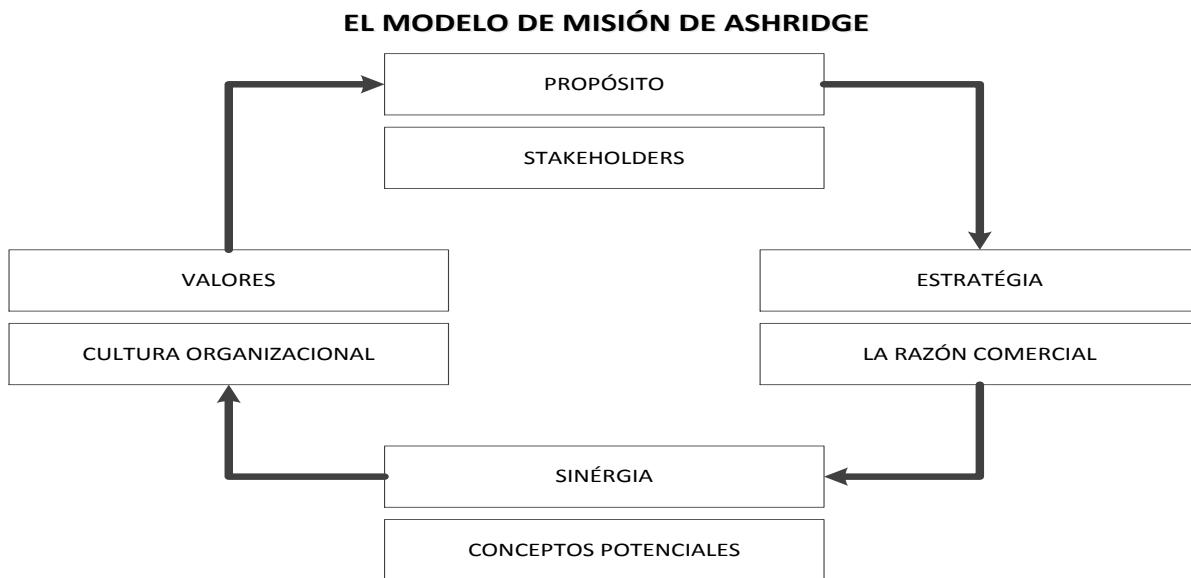 EL MODELO DE MISIÓN DE ASHRIDGE
PROPÓSITO
STAKEHOLDERS
VALORES
CULTURA ORGANIZACIONAL
ESTRATÉGIA
LA RAZÓN COMERCIAL
SINÉRGIA
CONCEPTOS POTENCIALES